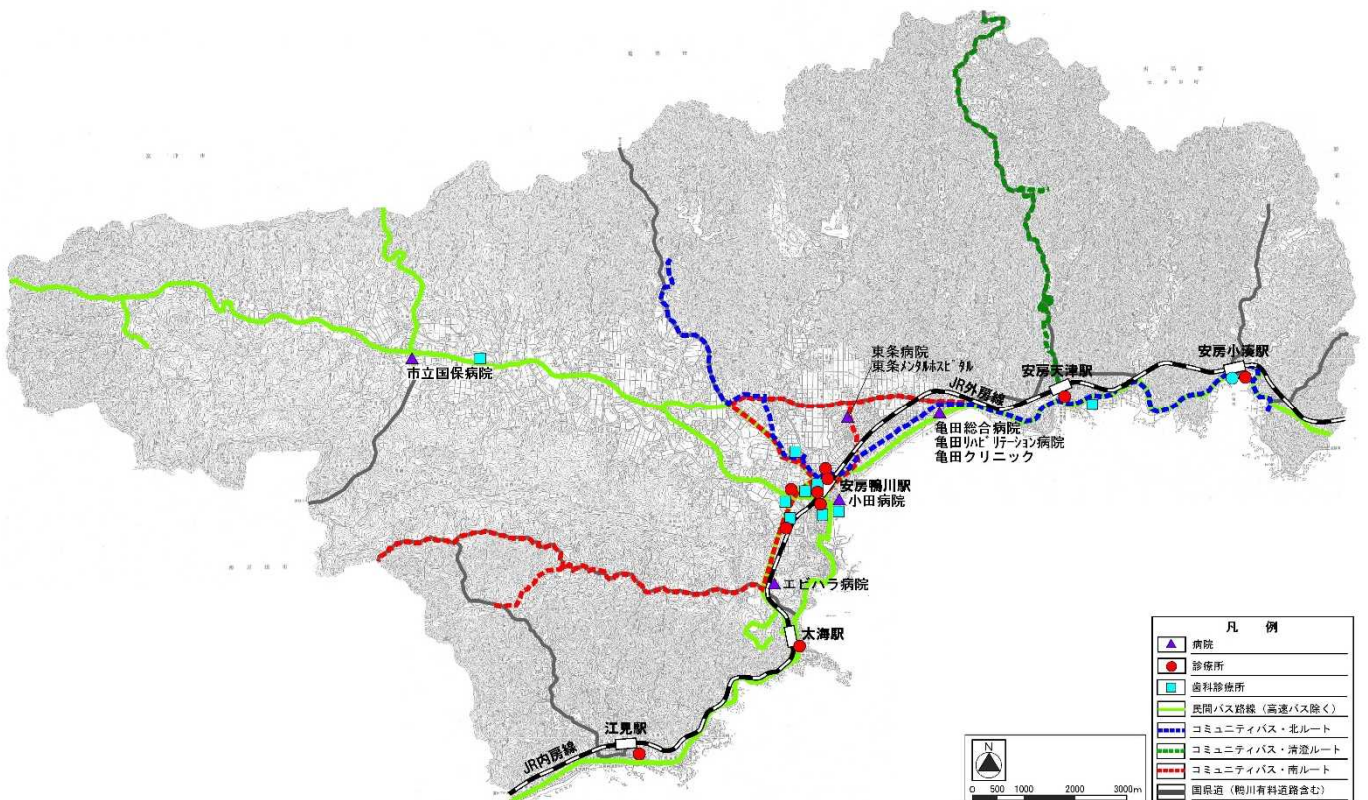 東条病院
東条メンタルホスピタル
安房小湊駅
安房天津駅
JR外房線
市立国保病院
亀田総合病院
亀田リハビリテーション病院
亀田クリニック
安房鴨川駅
小田病院
エビハラ病院
太海駅
江見駅
JR内房線
凡 例
病院
診療所
歯科診療所
民間バス路線（高速バス除く）
コミュニティバス・北ルート
コミュニティバス・清澄ルート
コミュニティバス・南ルート
国県道（鴨川有料道路含む）
N
0 500 1000 2000 3000m